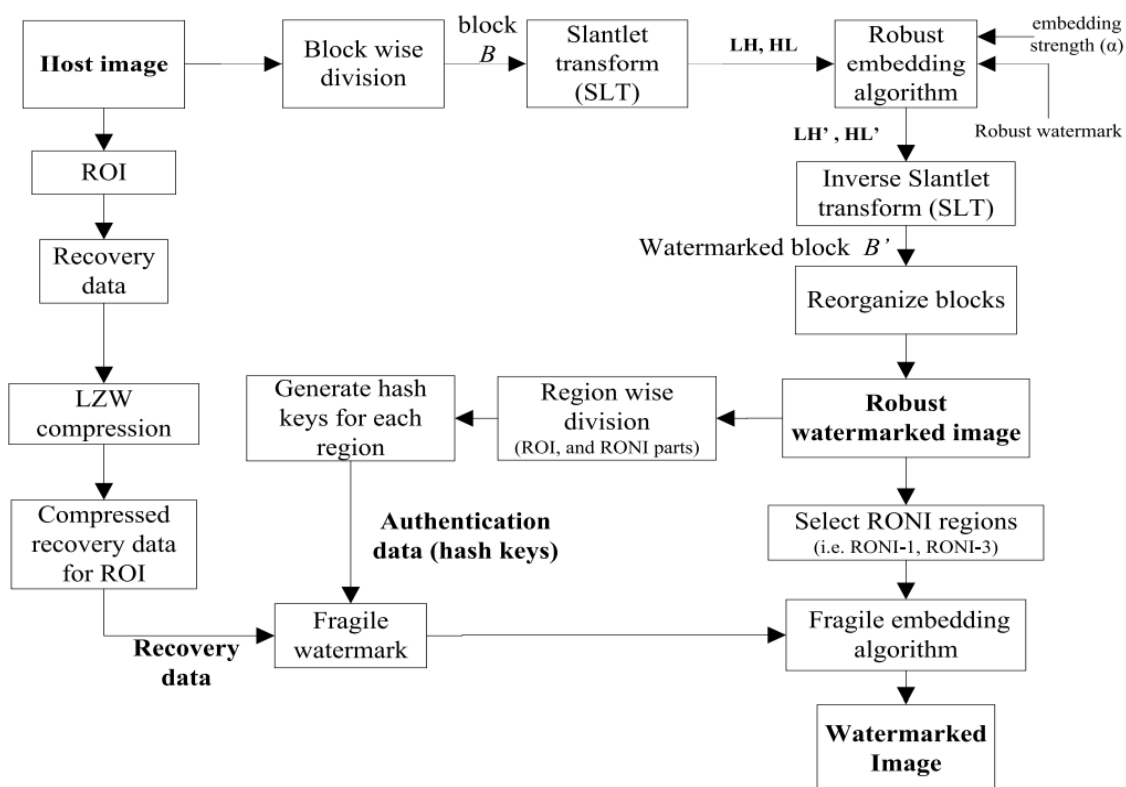 Host image
Block wise
division
block
B
Slantlet
transform
(SLT)
LH, HL
Robust
embedding
algorithm
embedding
strength (α)
Robust watermark
LH’ , HL’
ROI
Inverse Slantlet
transform (SLT)
Recovery
data
Watermarked block B’
Reorganize blocks
LZW
compression
Generate hash
keys for each
region
Region wise
division
(ROI, and RONI parts)
Robust
watermarked image
Compressed
recovery data
for ROI
Authentication
data (hash keys)
Select RONI regions
(i.e. RONI-1, RONI-3)
Recovery
data
Fragile
watermark
Fragile embedding
algorithm
Watermarked
Image